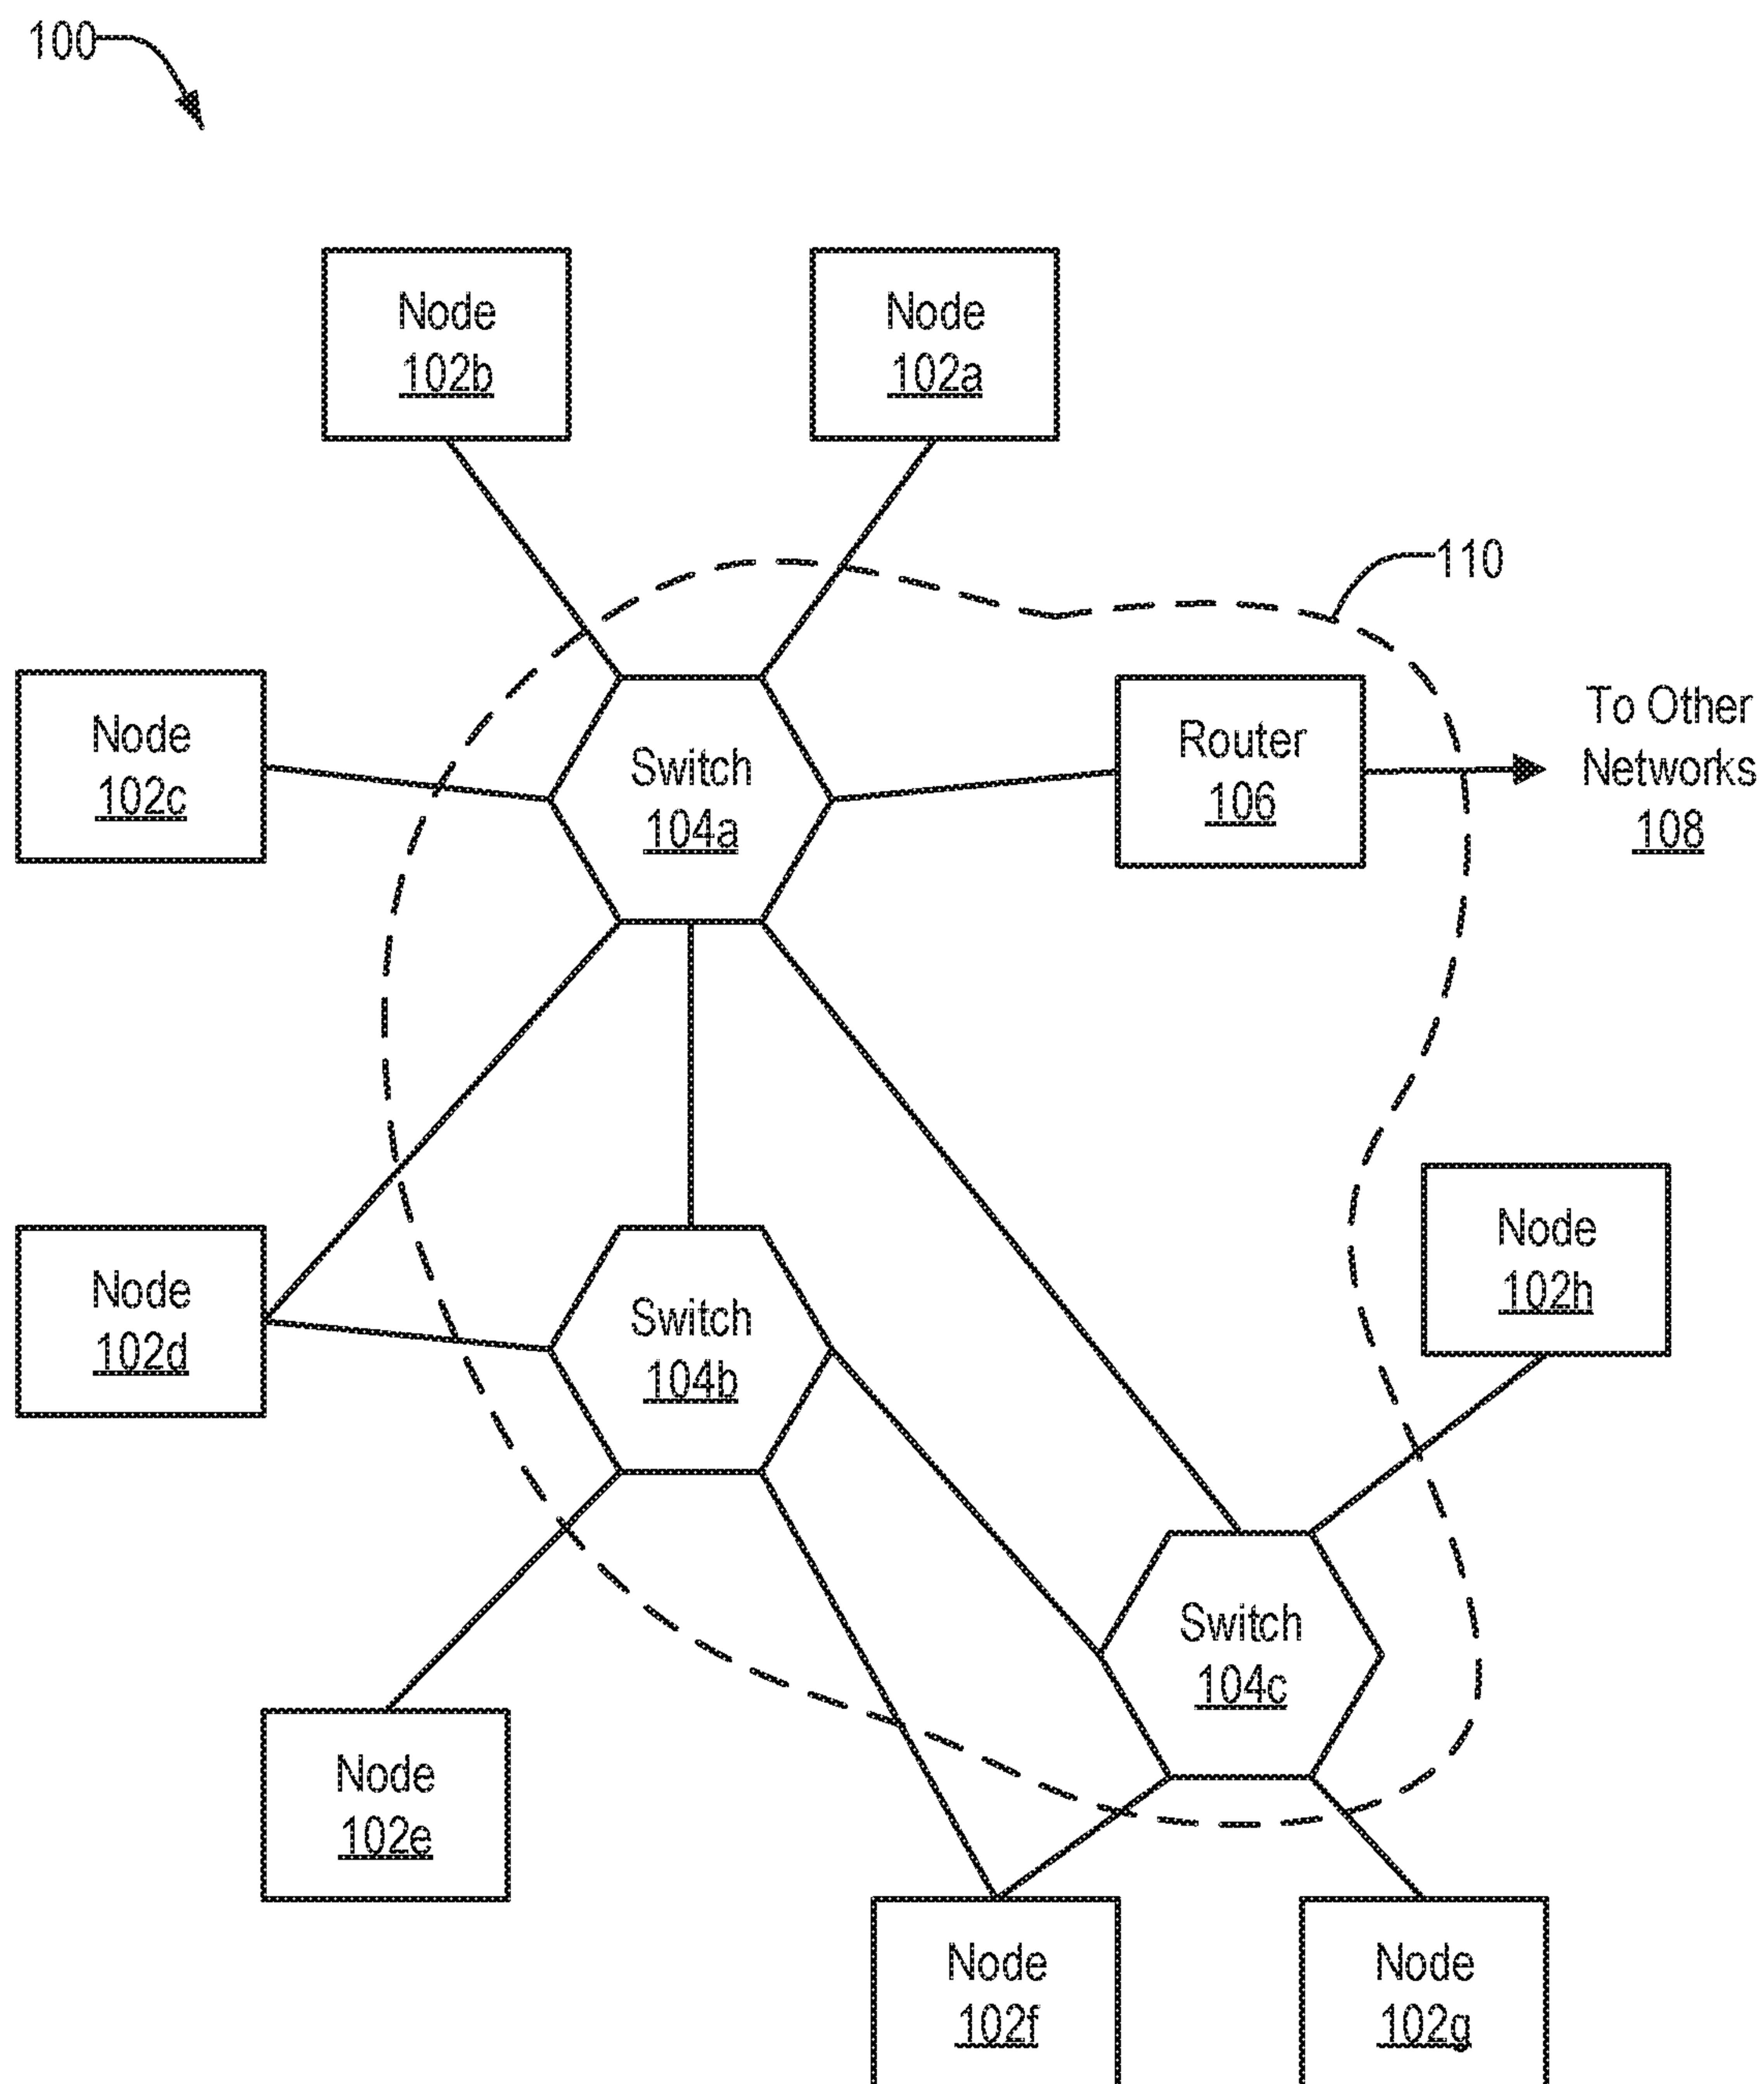 100
Node
102b
Node
102a
110
Node
102c
Switch
104a
Router
106
To Other
Networks
108
Node
102d
Switch
104b
Node
102h
Switch
104c
Node
102e
Node
102f
Node
102g